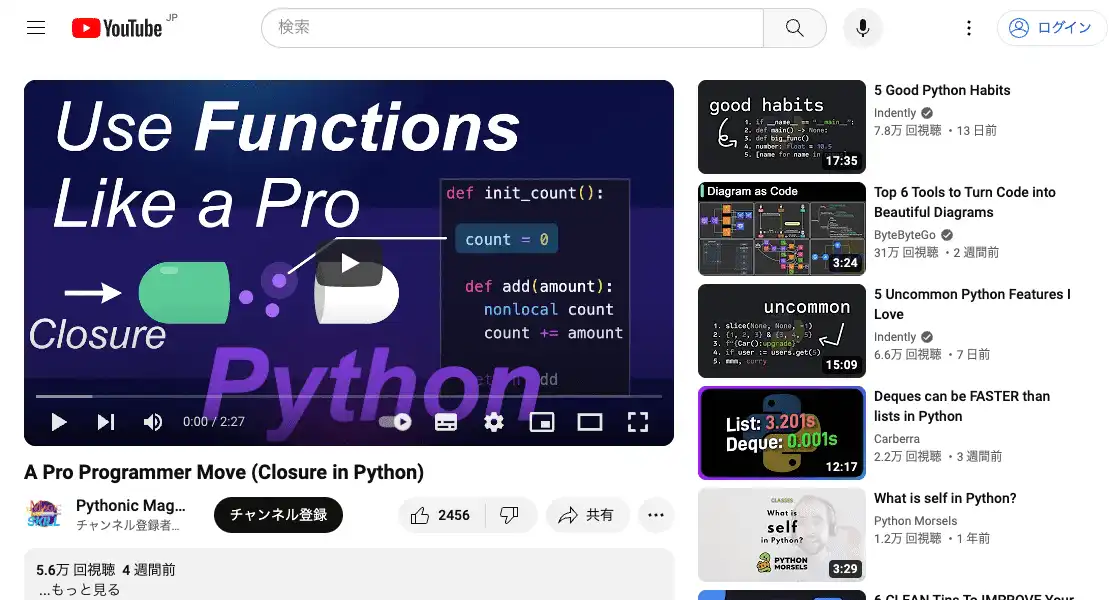 YouTube JP
検索
ログイン
Use Functions
Like a Pro
def init_count():
count = 0
def add(amount):
nonlocal count
count += amount
Closure
Python
0:00 / 2:27
A Pro Programmer Move (Closure in Python)
Pythonic Mag...
チャンネル登録者...
チャンネル登録
2456
共有
5.6万 回視聴 4 週間前
...もっと見る
good habits
1. if __name__ == "__main__":
2. def main() -> None:
3. def big_func()
4. number: float = 10.5
5. [name for name in
17:35
5 Good Python Habits
Indently
7.8万 回視聴 ・13 日前
Diagram as Code
3:24
Top 6 Tools to Turn Code into
Beautiful Diagrams
ByteByteGo
31万 回視聴 ・2 週間前
uncommon
1. slice(None, None, -1)
2. {1, 2, 3} & {3, 4, 5}
3. f"{Car():upgrade}"
4. if user := users.get(5)
5. mmm, curry
15:09
5 Uncommon Python Features I
Love
Indently
6.6万 回視聴 ・7 日前
List: 3.201s
Deque: 0.001s
12:17
Deques can be FASTER than
lists in Python
Carberra
2.2万 回視聴 ・3 週間前
CLASSES
What is
self
in Python?
PYTHON
MORSELS
3:29
What is self in Python?
Python Morsels
1.2万 回視聴 ・1 年前
6 CLEAN Tips To IMPROVE Your